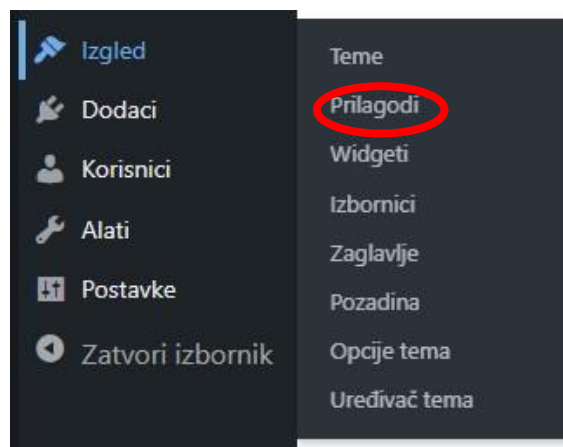 Izgled
Dodaci
Korisnici
Alati
Postavke
Zatvori izbornik
Teme
Prilagodi
Widgeti
Izbornici
Zaglavlje
Pozadina
Opcije tema
Uređivač tema